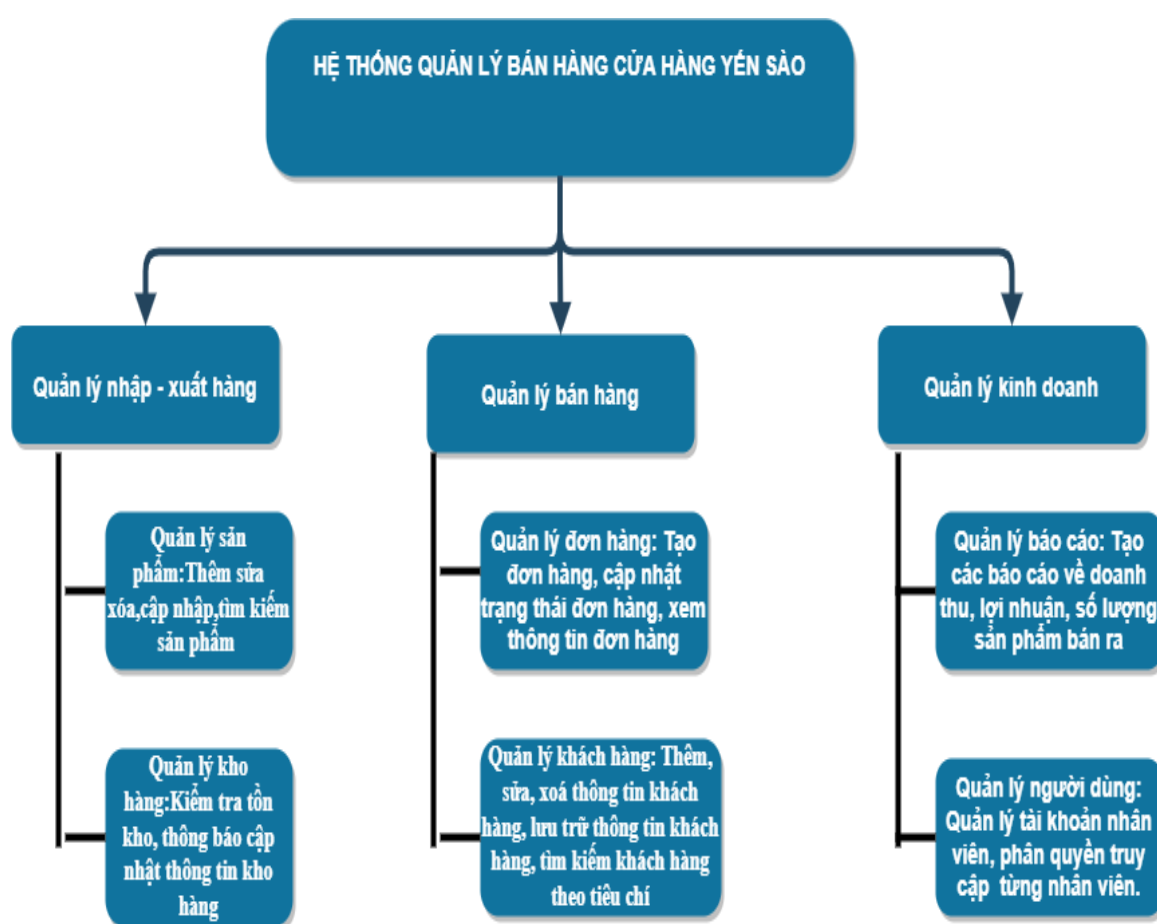 HỆ THỐNG QUẢN LÝ BÁN HÀNG CỬA HÀNG YẾN SÀO
Quản lý nhập - xuất hàng
Quản lý bán hàng
Quản lý kinh doanh
Quản lý sản
phẩm:Thêm sửa
xóa,cập nhập,tìm kiếm
sản phẩm
Quản lý đơn hàng: Tạo
đơn hàng, cập nhật
trạng thái đơn hàng, xem
thông tin đơn hàng
Quản lý báo cáo: Tạo
các báo cáo về doanh
thu, lợi nhuận, số lượng
sản phẩm bán ra
Quản lý kho
hàng:Kiểm tra tồn
kho, thông báo cập
nhật thông tin kho
hàng
Quản lý khách hàng: Thêm,
sửa, xoá thông tin khách
hàng, lưu trữ thông tin khách
hàng, tìm kiếm khách hàng
theo tiêu chí
Quản lý người dùng:
Quản lý tài khoản nhân
viên, phân quyền truy
cập từng nhân viên.